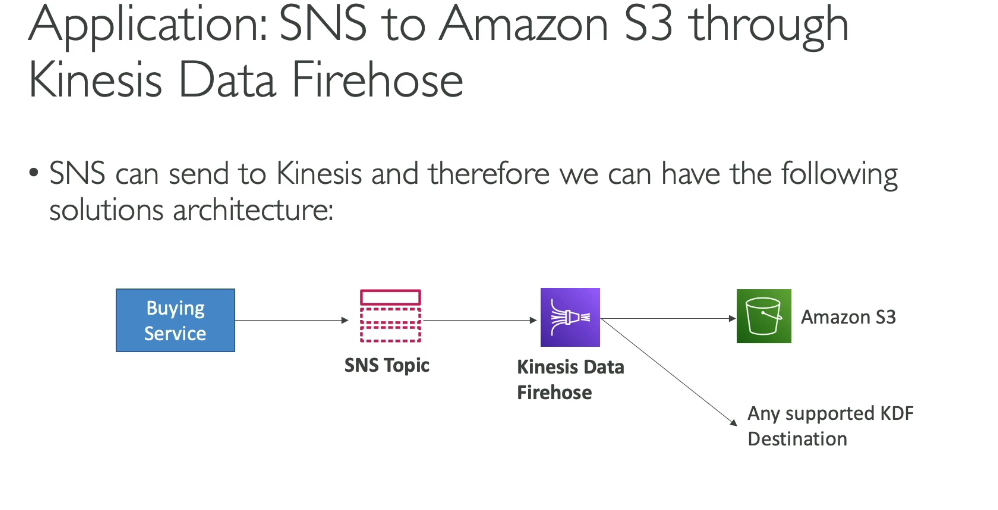 Application: SNS to Amazon S3 through
Kinesis Data Firehose
• SNS can send to Kinesis and therefore we can have the following
solutions architecture:
Buying
Service
SNS Topic
Kinesis Data
Firehose
Amazon S3
Any supported KDF
Destination